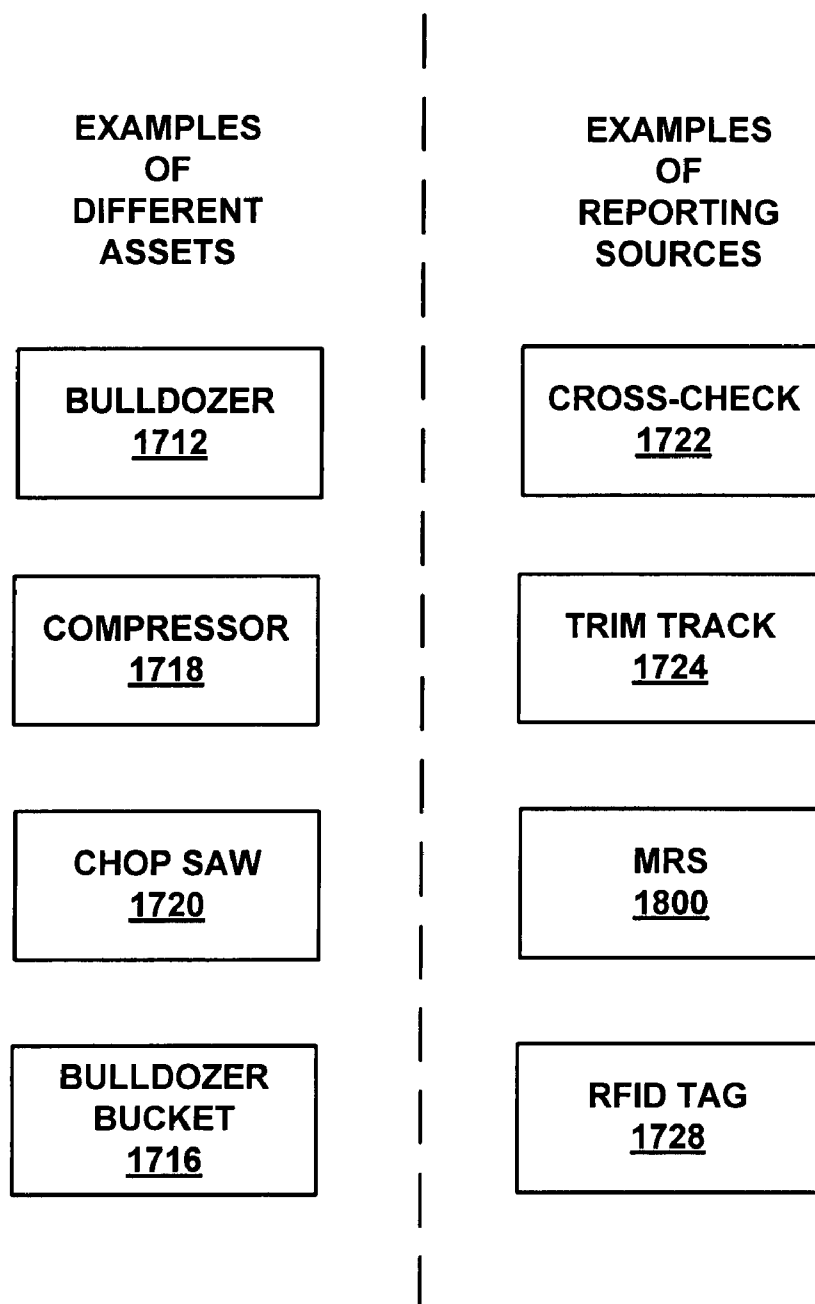 EXAMPLES
OF
DIFFERENT
ASSETS
BULLDOZER
1712
COMPRESSOR
1718
CHOP SAW
1720
BULLDOZER
BUCKET
1716
EXAMPLES
OF
REPORTING
SOURCES
CROSS-CHECK
1722
TRIM TRACK
1724
MRS
1800
RFID TAG
1728